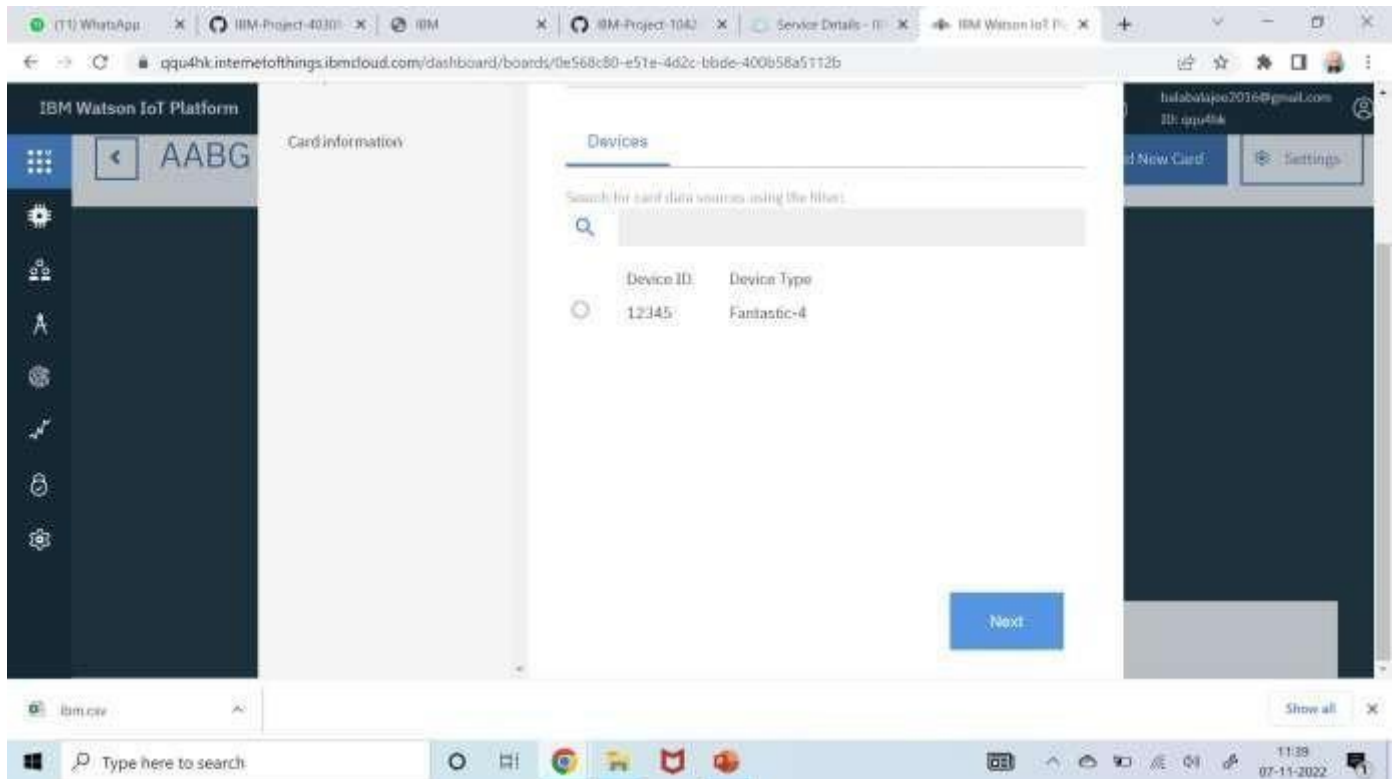 (11) WhatsApp
IBM-Project-4030
IBM
IBM-Project-1042
Service Details - I
IBM Watson IoT Pl
qqu4hk.internetofthings.ibmcloud.com/dashboard/boards/0e568c80-e51e-4d2c-bbde-400b58a5112b
IBM Watson IoT Platform
ID: qqu4hk
AABG
Card information
Devices
d New Card
Settings
Search for card data sources using the filter:
Device ID Device Type
12345 Fantastic-4
Next
ibm.csv
Show all
Type here to search
11:39
07-11-2022